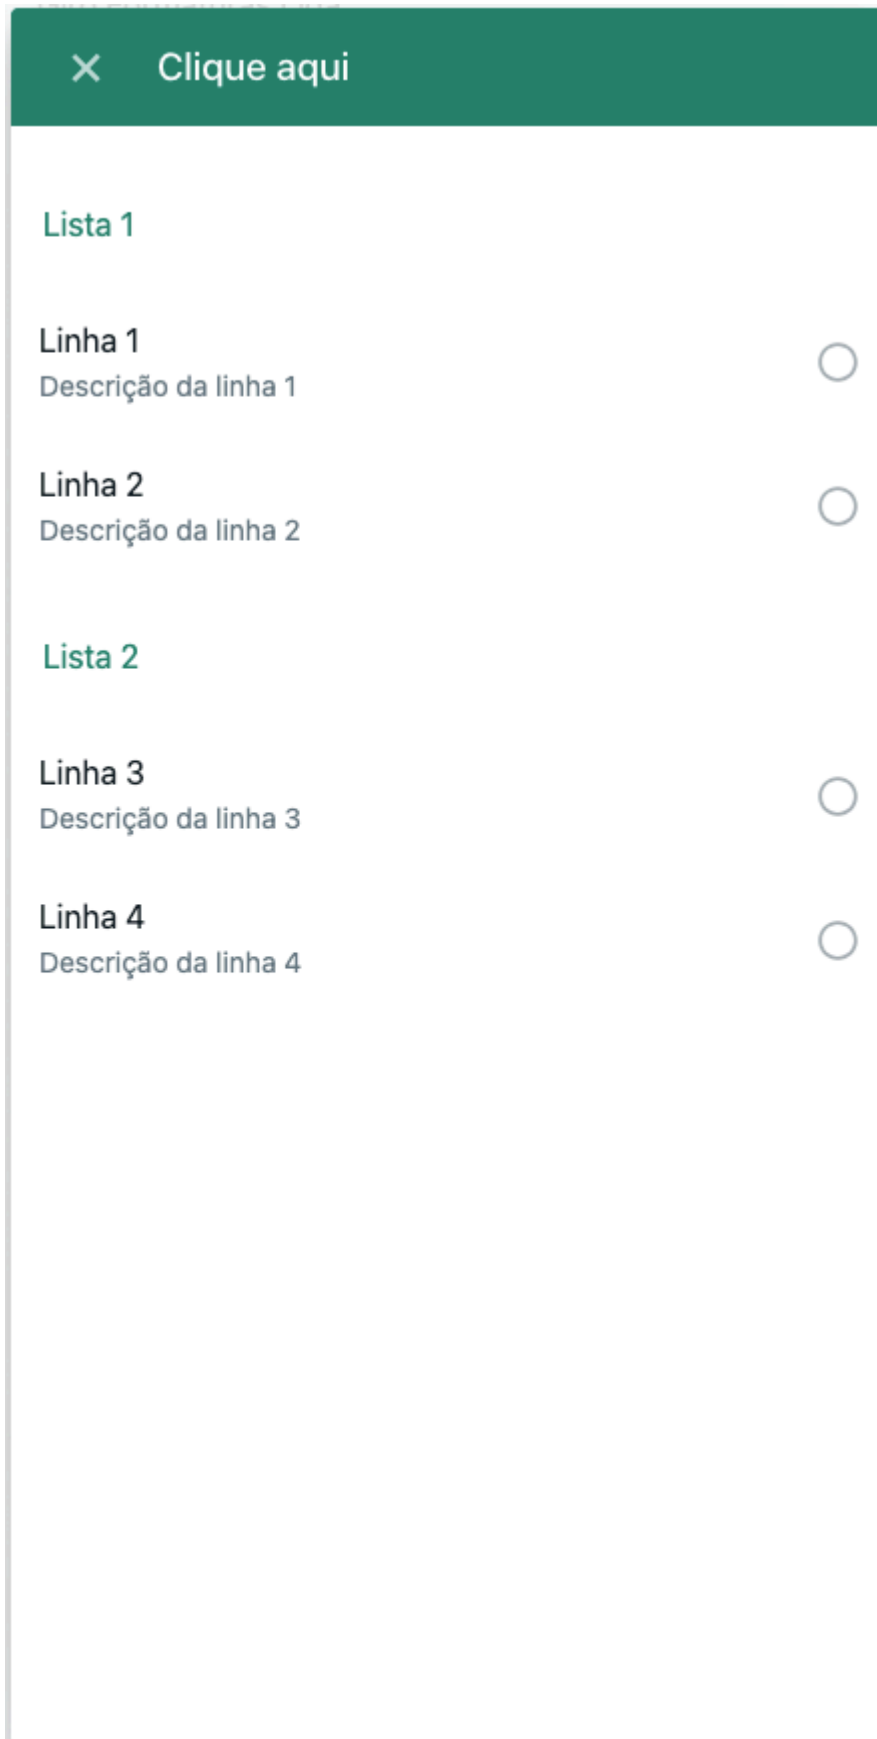 Clique aqui
Lista 1
Linha 1
Descrição da linha 1
Linha 2
Descrição da linha 2
Lista 2
Linha 3
Descrição da linha 3
Linha 4
Descrição da linha 4